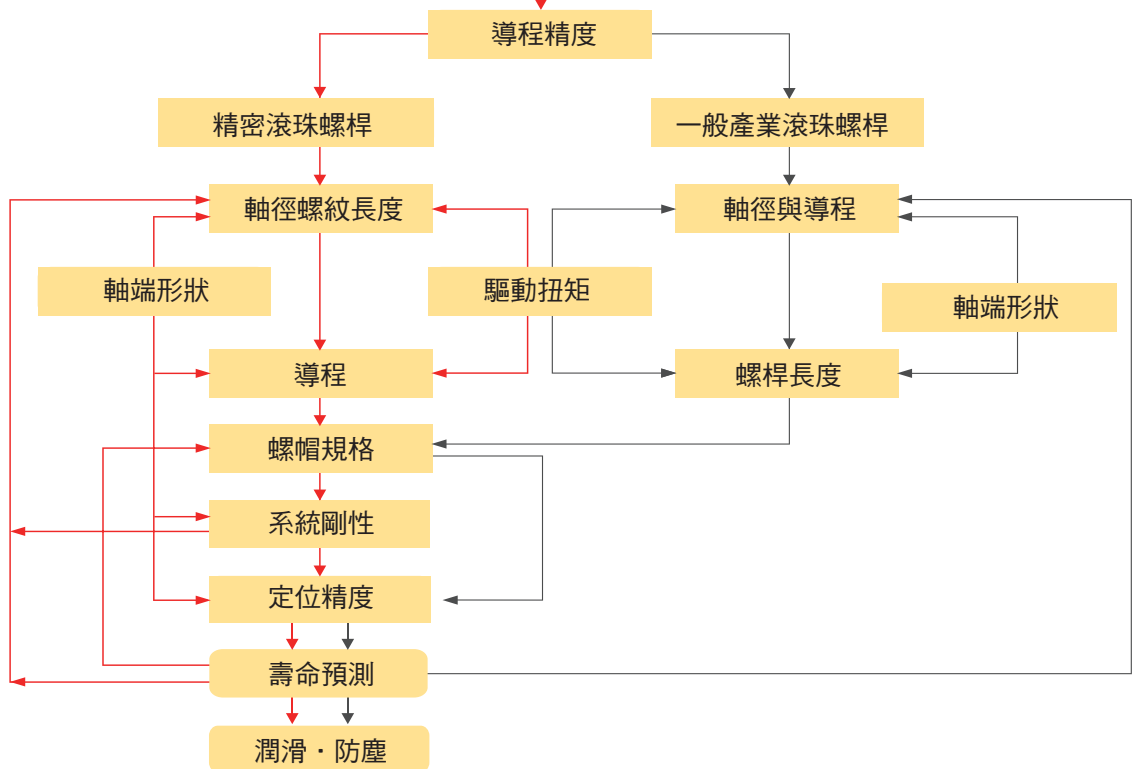 導程精度
精密滾珠螺桿
一般產業滾珠螺桿
軸徑螺紋長度
軸徑與導程
軸端形狀
驅動扭矩
軸端形狀
導程
螺桿長度
螺帽規格
系統剛性
定位精度
壽命預測
潤滑・防塵